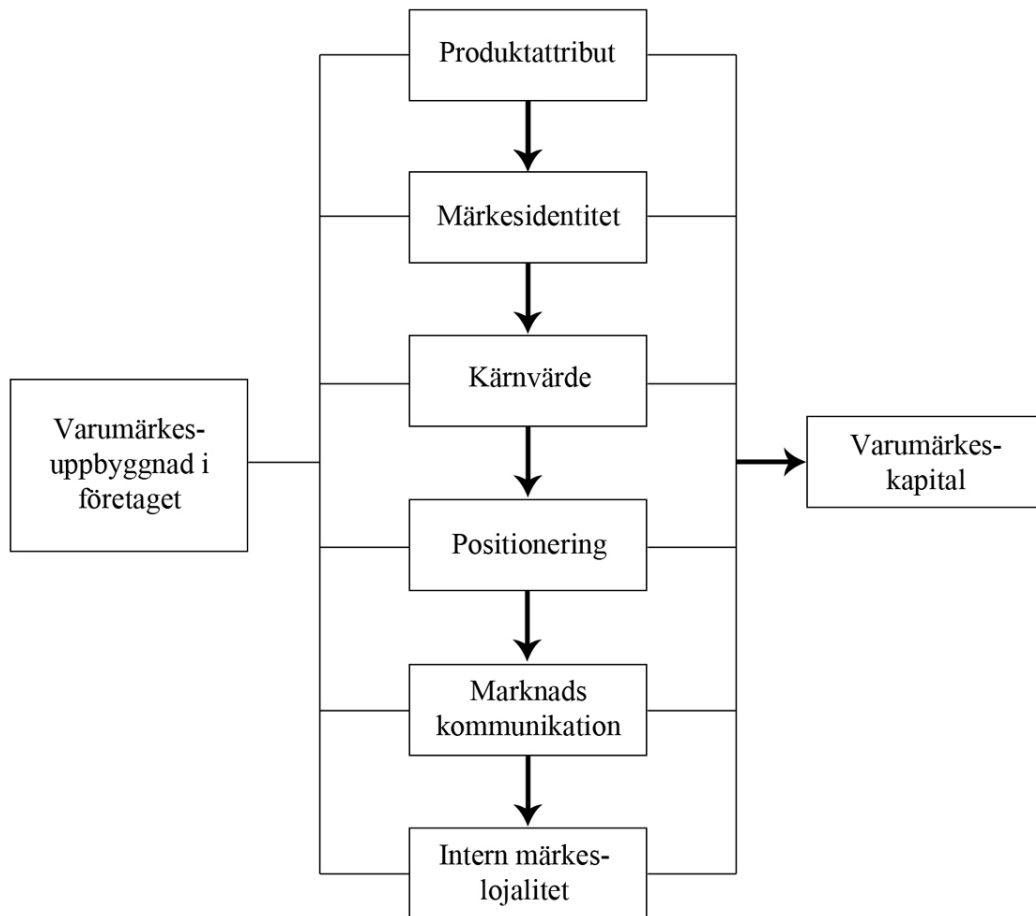 Produktattribut
Märkesidentitet
Kärnvärde
Varumärkes-
uppbyggnad i
företaget
Varumärkes-
kapital
Positionering
Marknads
kommunikation
Intern märkes-
lojalitet